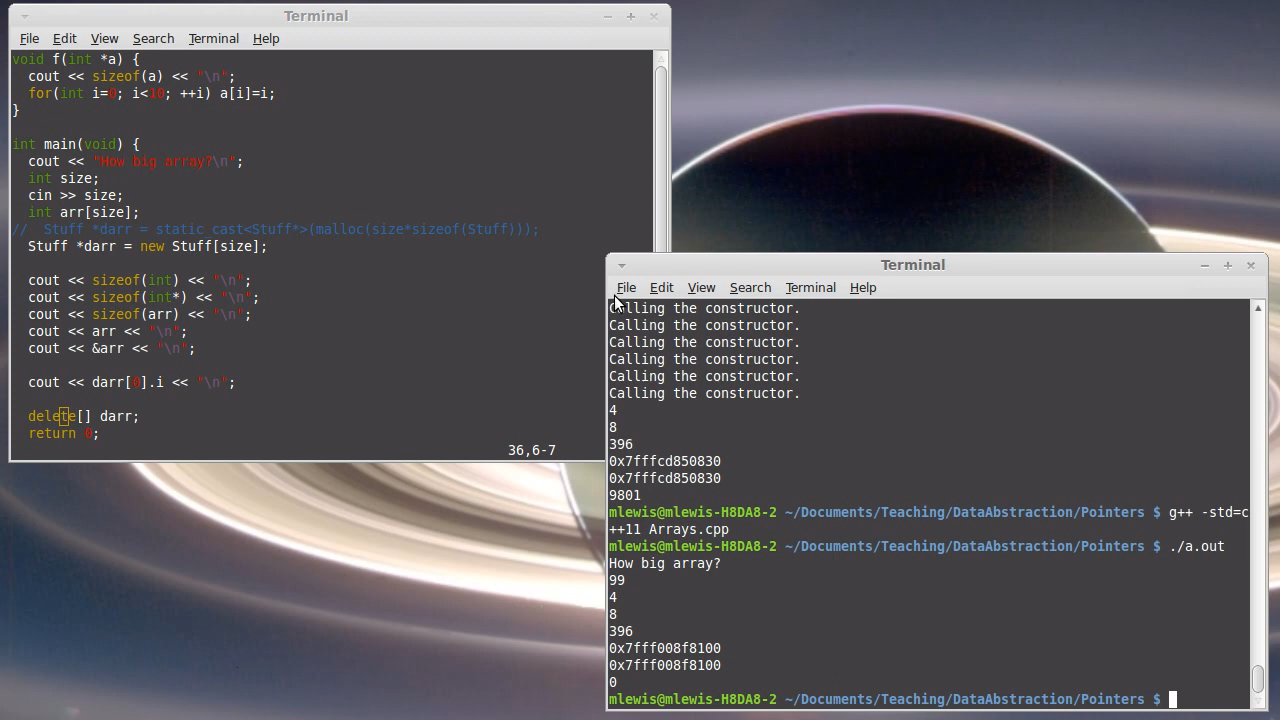 Terminal
File Edit View Search Terminal Help
void f(int *a) {
  cout << sizeof(a) << "\n";
  for(int i=0; i<10; ++i) a[i]=i;
}
int main(void) {
  cout << "How big array?\n";
  int size;
  cin >> size;
  int arr[size];
//  Stuff *darr = static_cast<Stuff*>(malloc(size*sizeof(Stuff)));
  Stuff *darr = new Stuff[size];
  cout << sizeof(int) << "\n";
  cout << sizeof(int*) << "\n";
  cout << sizeof(arr) << "\n";
  cout << arr << "\n";
  cout << &arr << "\n";
  cout << darr[0].i << "\n";
  delete[] darr;
  return 0;
36,6-7
Terminal
File Edit View Search Terminal Help
Calling the constructor.
Calling the constructor.
Calling the constructor.
Calling the constructor.
Calling the constructor.
Calling the constructor.
4
8
396
0x7fffcd850830
0x7fffcd850830
9801
mlewis@mlewis-H8DA8-2 ~/Documents/Teaching/DataAbstraction/Pointers $ g++ -std=c
++11 Arrays.cpp
mlewis@mlewis-H8DA8-2 ~/Documents/Teaching/DataAbstraction/Pointers $ ./a.out
How big array?
99
4
8
396
0x7fff008f8100
0x7fff008f8100
0
mlewis@mlewis-H8DA8-2 ~/Documents/Teaching/DataAbstraction/Pointers $